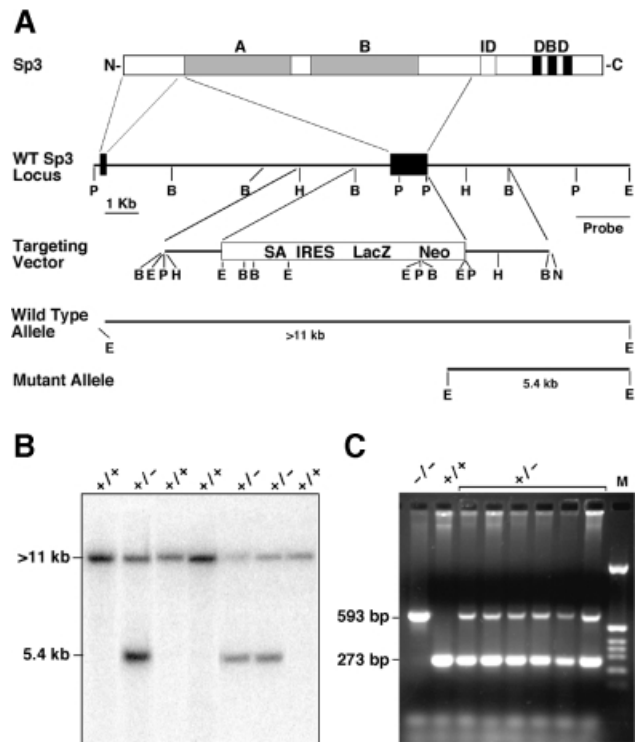 A
A B ID DBD
Sp3 N- -C
WT Sp3
Locus
P B B H B P P H B P E
1 Kb
Probe
Targeting
Vector
SA IRES LacZ Neo
B E P H E B B E E P B E P H B N
Wild Type
Allele
E >11 kb E
Mutant Allele
E 5.4 kb E
B
+/+ +/- +/+ +/+ +/- +/- +/+
>11 kb
5.4 kb
C
-/- +/+ +/- M
593 bp
273 bp